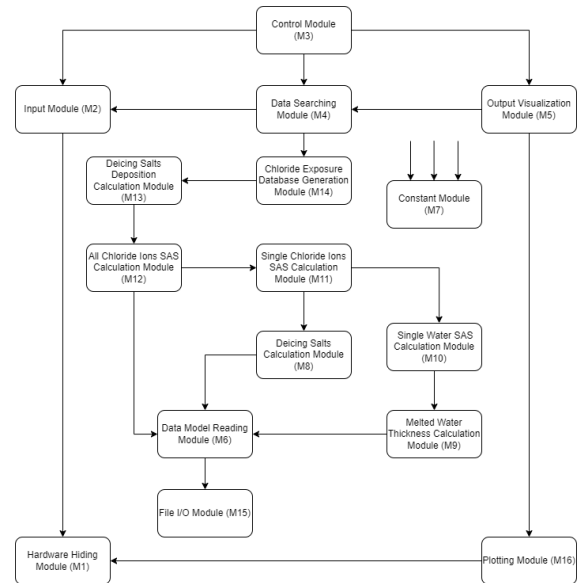 Control Module
(M3)
Input Module (M2)
Data Searching
Module (M4)
Output Visualization
Module (M5)
Deicing Salts
Deposition
Calculation Module
(M13)
Chloride Exposure
Database Generation
Module (M14)
Constant Module
(M7)
All Chloride Ions SAS
Calculation Module
(M12)
Single Chloride Ions
SAS Calculation
Module (M11)
Single Water SAS
Calculation Module
(M10)
Deicing Salts
Calculation Module
(M8)
Data Model Reading
Module (M6)
Melted Water
Thickness Calculation
Module (M9)
File I/O Module (M15)
Hardware Hiding
Module (M1)
Plotting Module (M16)